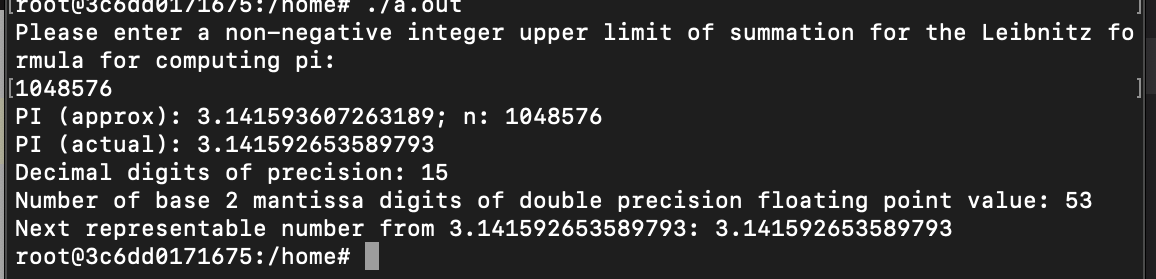 [root@3c6dd0171675:/home# ./a.out ]
Please enter a non-negative integer upper limit of summation for the Leibnitz fo
rmula for computing pi:
[1048576 ]
PI (approx): 3.141593607263189; n: 1048576
PI (actual): 3.141592653589793
Decimal digits of precision: 15
Number of base 2 mantissa digits of double precision floating point value: 53
Next representable number from 3.141592653589793: 3.141592653589793
root@3c6dd0171675:/home#